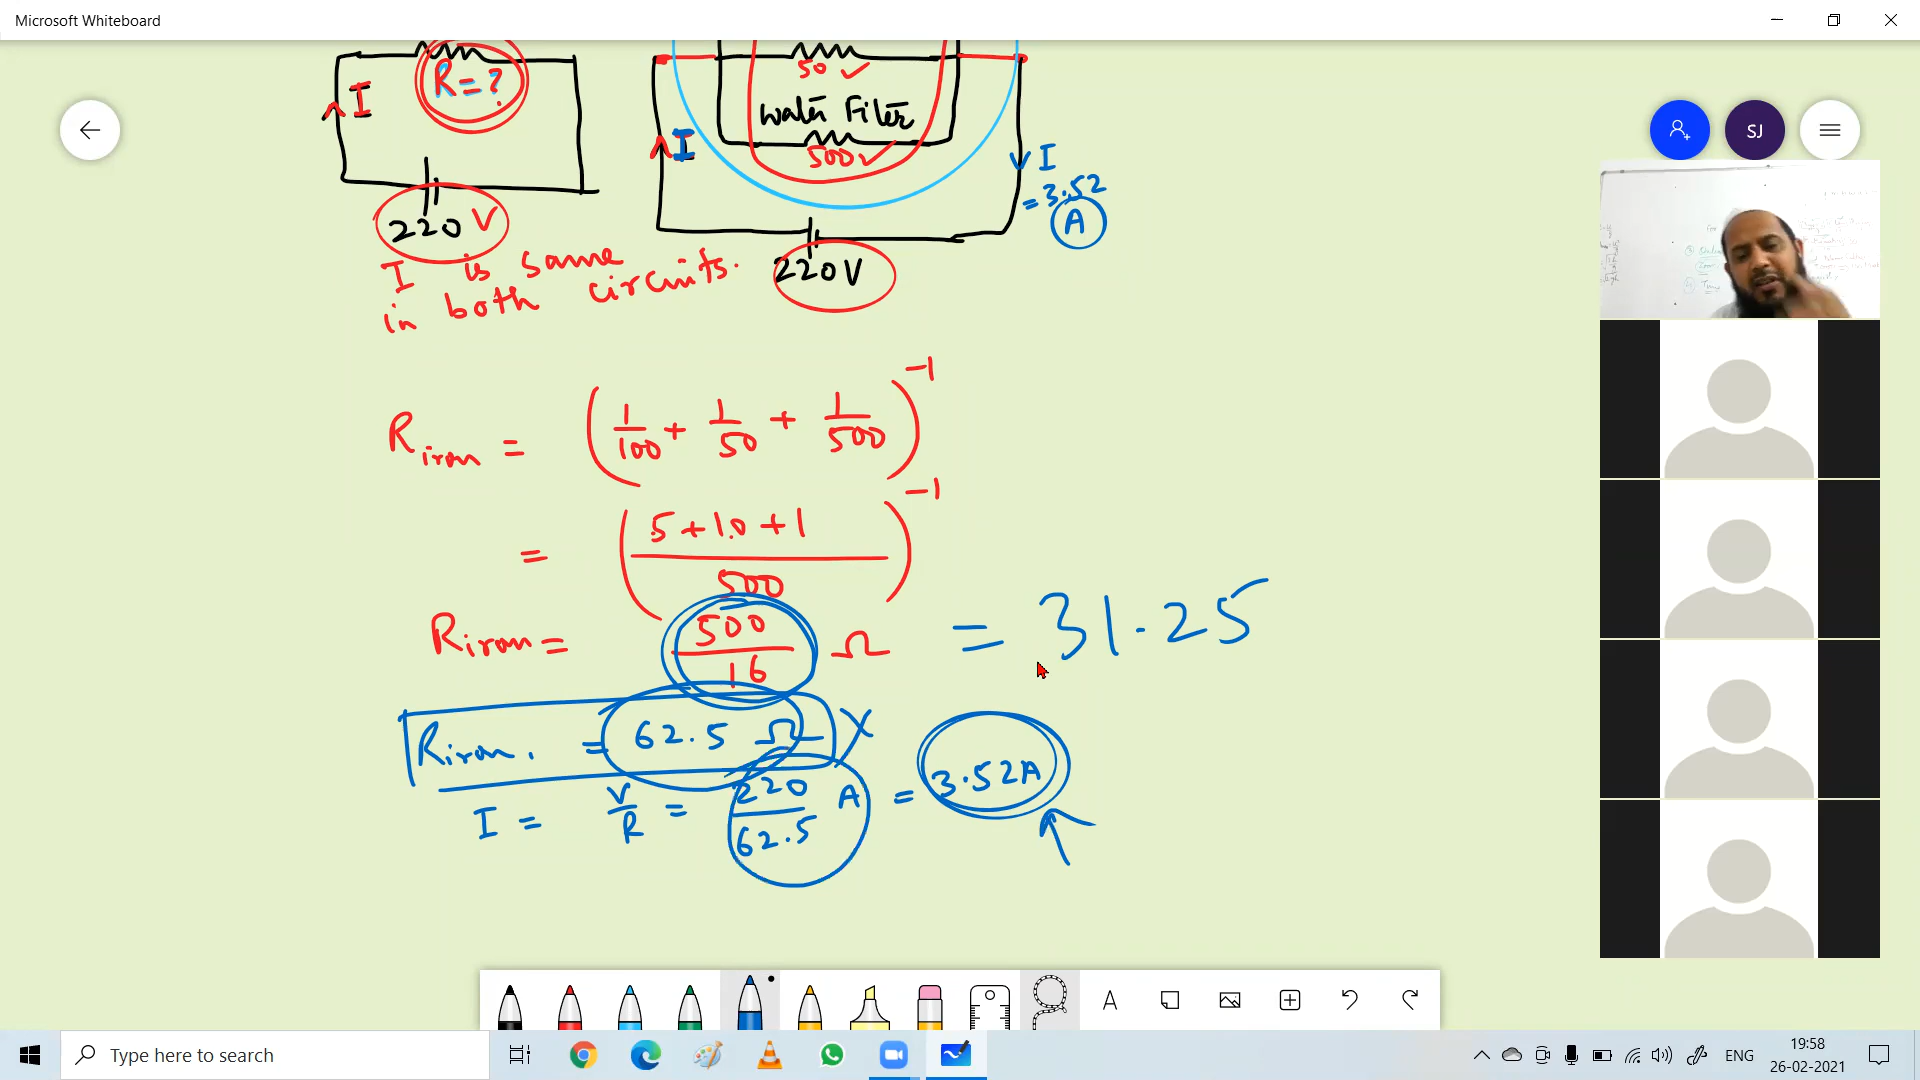 Microsoft Whiteboard
R=?
I
220 V
50 ✓
Water Filter
500 ✓
I
I
= 3.52
A
220V
I is same
in both circuits.
R iron = (1/100 + 1/50 + 1/500)^-1
= (5+10+1/500)^-1
R iron = 500/16 Ω = 31.25
R iron. = 62.5 Ω X
I = V/R = 220/62.5 A = 3.52A
SJ
A
Type here to search
ENG
19:58
26-02-2021